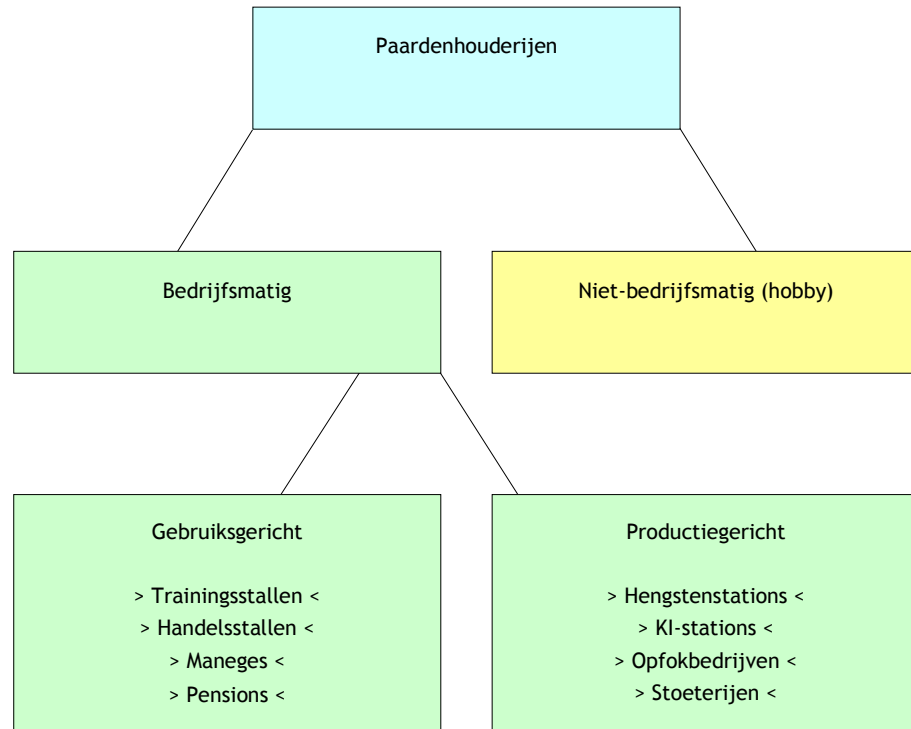 Paardenhouderijen
Bedrijfsmatig
Niet-bedrijfsmatig (hobby)
Gebruiksgericht
> Trainingsstallen <
> Handelsstallen <
> Maneges <
> Pensions <
Productiegericht
> Hengstenstations <
> KI-stations <
> Opfokbedrijven <
> Stoeterijen <